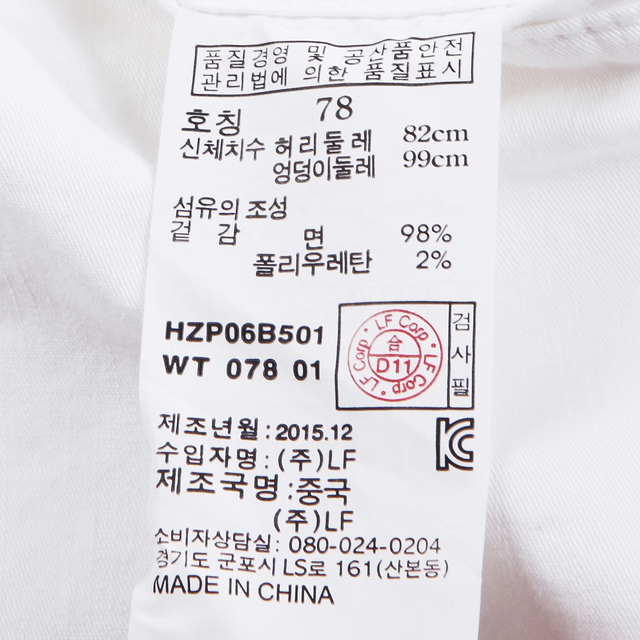 품질경영 및 공산품안전
관리법에 의한 품질표시
호칭 78
신체치수 허리둘레 82cm
엉덩이둘레 99cm
섬유의 조성
겉 감 면 98%
폴리우레탄 2%
HZP06B501
WT 078 01
LF Corp · LF Corp · LF Corp ·
合
D11
검사필
제조년월 : 2015.12
수입자명 : (주)LF
제조국명 : 중국
(주)LF
소비자상담실: 080-024-0204
경기도 군포시 LS로 161(산본동)
MADE IN CHINA